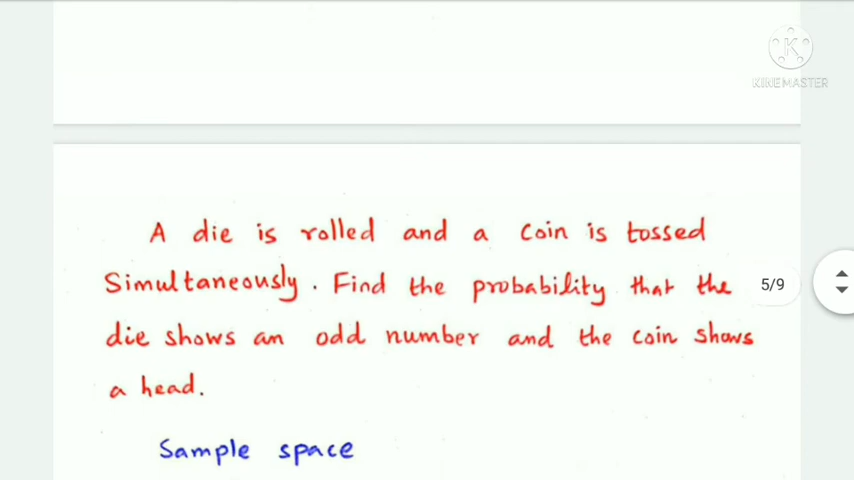 K
KINEMASTER
A die is rolled and a coin is tossed
Simultaneously. Find the probability that the
5/9
die shows an odd number and the coin shows
a head.
Sample space